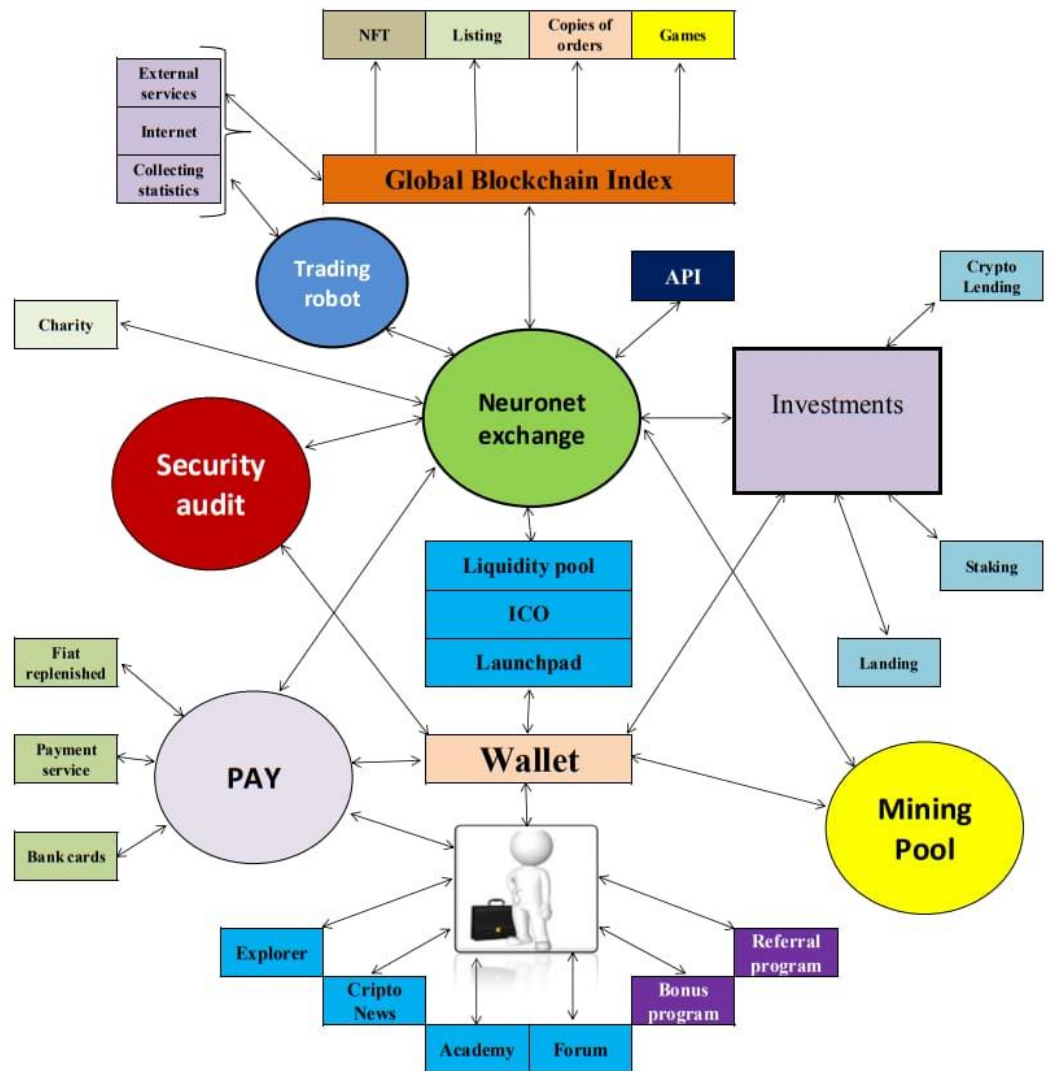 NFT
Listing
Copies of
orders
Games
External
services
Internet
Collecting
statistics
Global Blockchain Index
Trading
robot
API
Crypto
Lending
Charity
Neuronet
exchange
Investments
Security
audit
Liquidity pool
ICO
Launchpad
Staking
Fiat
replenished
Landing
Payment
service
PAY
Wallet
Mining
Pool
Bank cards
Explorer
Cripto
News
Academy
Forum
Bonus
program
Referral
program